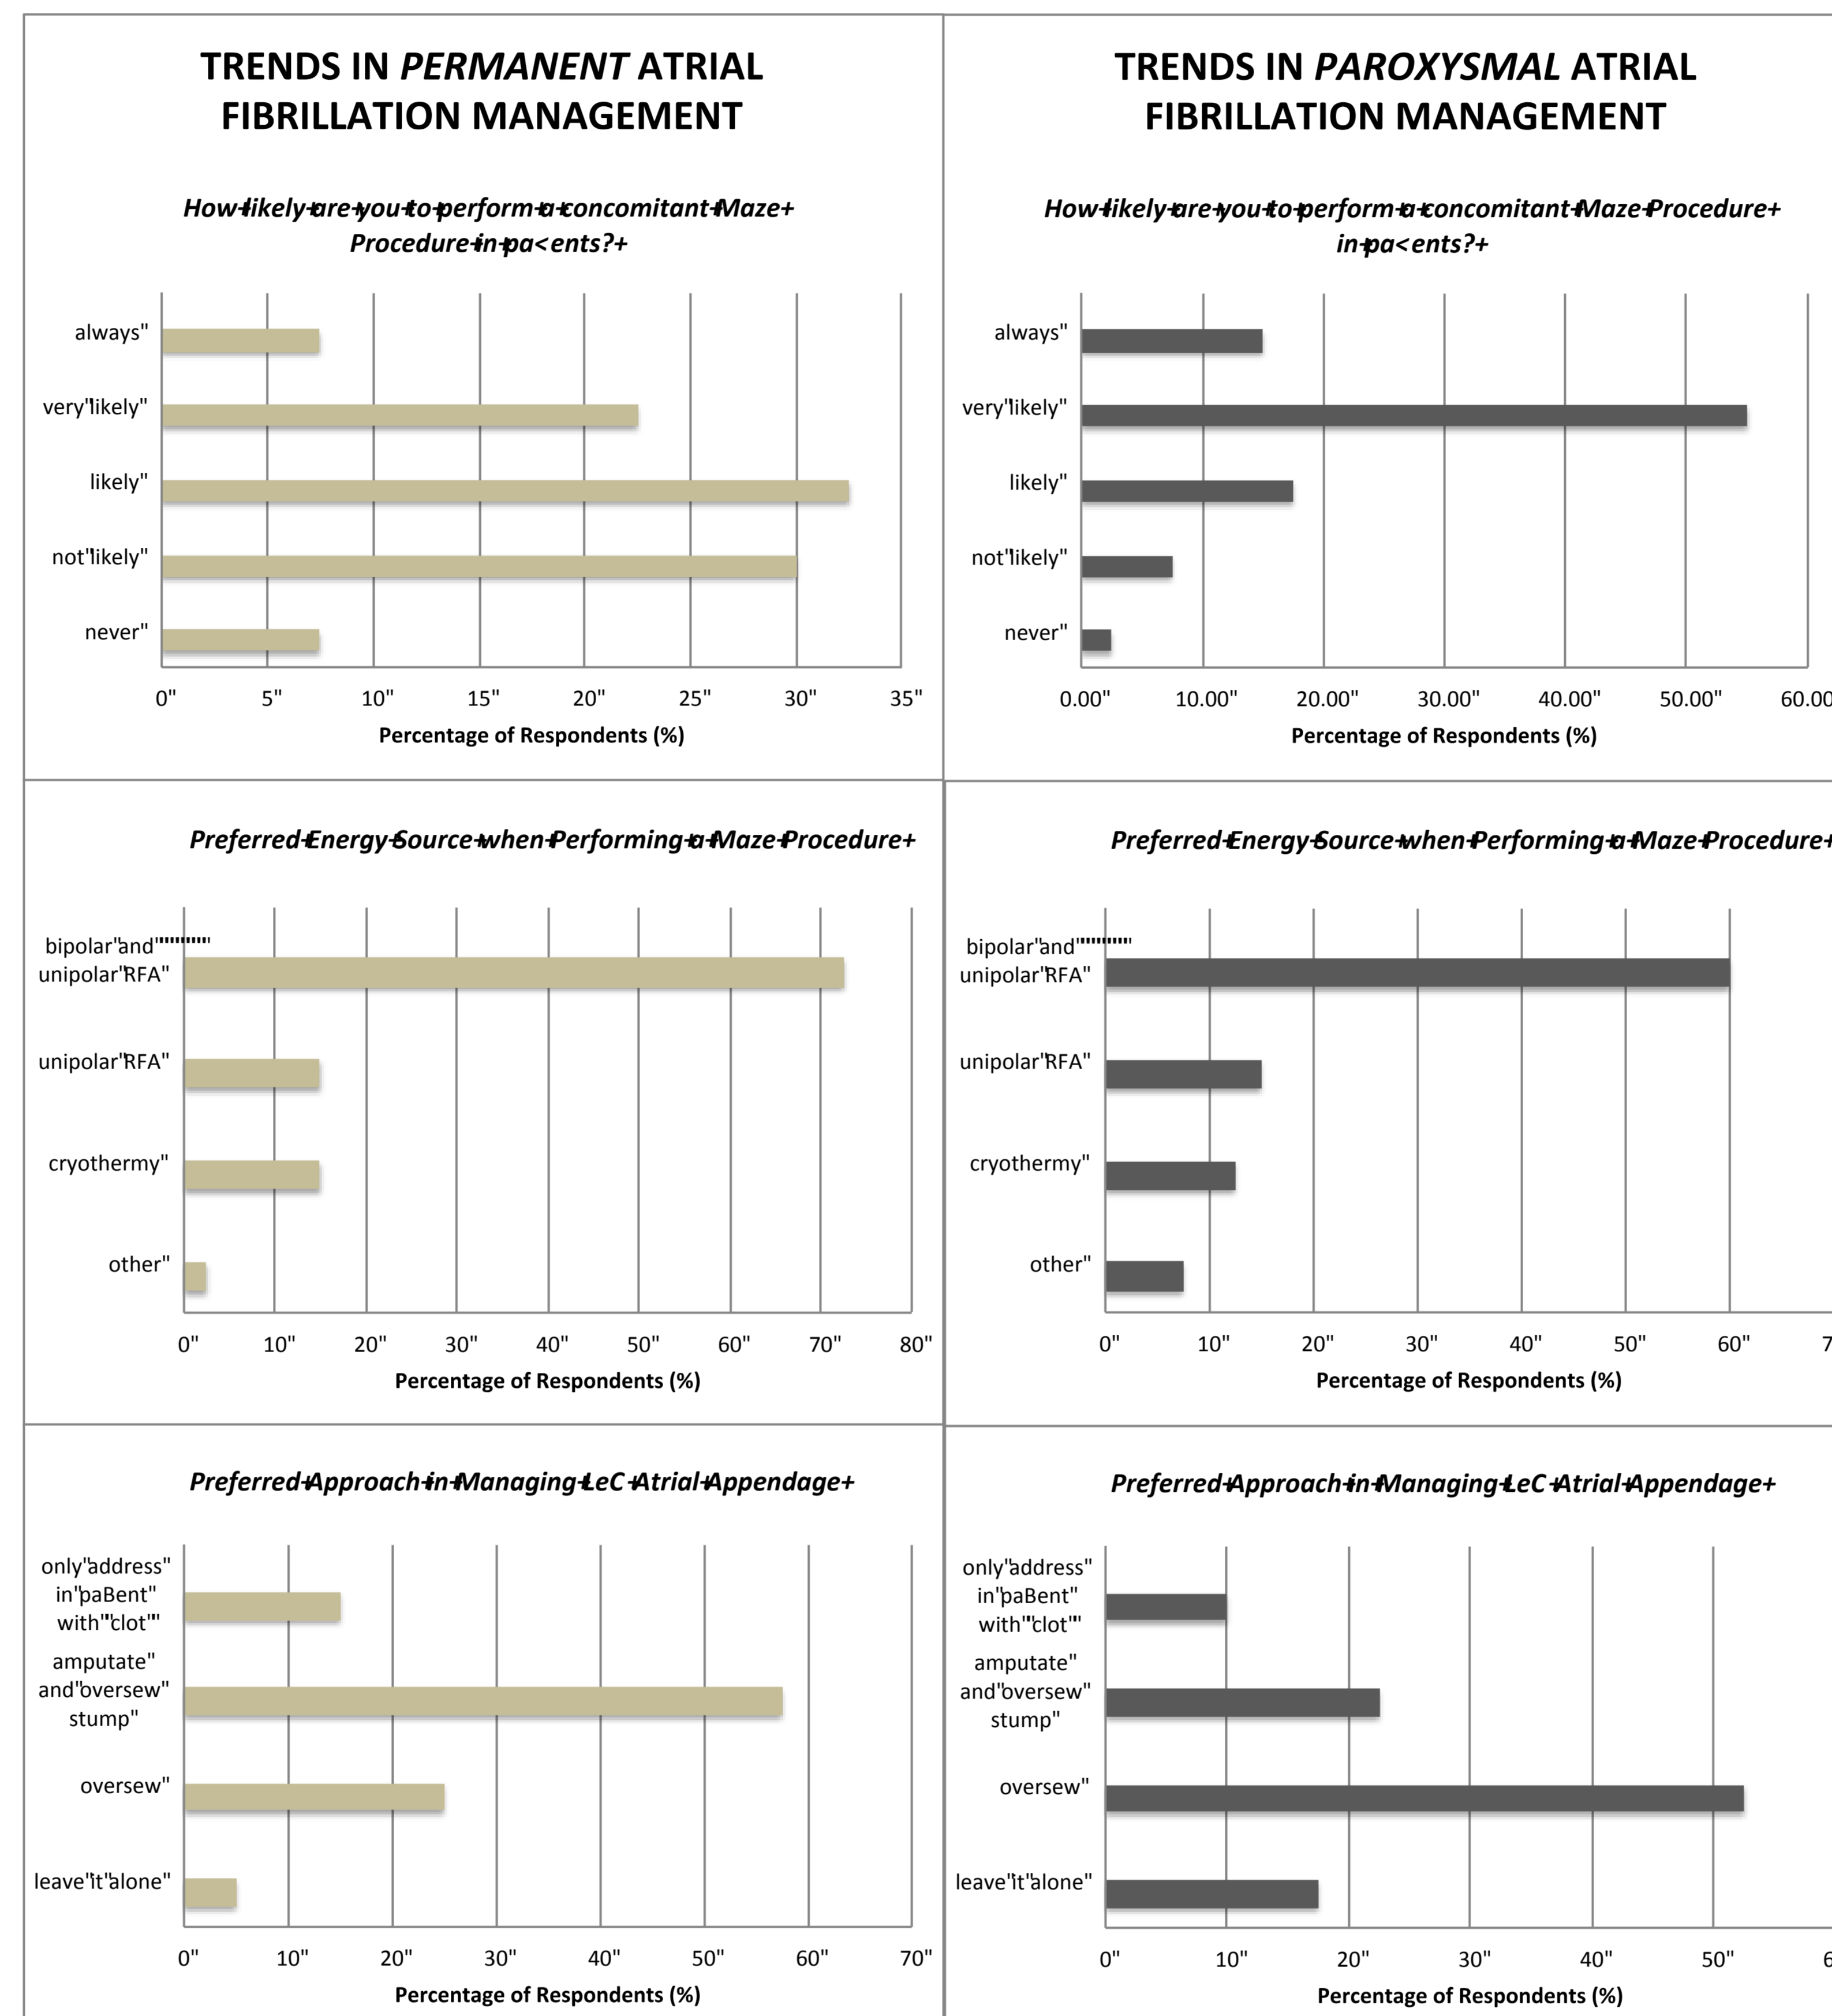 TRENDS IN PERMANENT ATRIAL
FIBRILLATION MANAGEMENT
How+likely+are+you+to+perform+a+concomitant+Maze+
Procedure+in+pa<ents?+
always"
very"likely"
likely"
not"likely"
never"
0" 5" 10" 15" 20" 25" 30" 35"
Percentage of Respondents (%)
TRENDS IN PAROXYSMAL ATRIAL
FIBRILLATION MANAGEMENT
How+likely+are+you+to+perform+a+concomitant+Maze+Procedure+
in+pa<ents?+
always"
very"likely"
likely"
not"likely"
never"
0.00" 10.00" 20.00" 30.00" 40.00" 50.00" 60.00
Percentage of Respondents (%)
Preferred+Energy+Source+when+Performing+a+Maze+Procedure+
bipolar"and""""""""""
unipolar"RFA"
unipolar"RFA"
cryothermy"
other"
0" 10" 20" 30" 40" 50" 60" 70" 80"
Percentage of Respondents (%)
Preferred+Energy+Source+when+Performing+a+Maze+Procedure+
bipolar"and""""""""""
unipolar"RFA"
unipolar"RFA"
cryothermy"
other"
0" 10" 20" 30" 40" 50" 60" 7
Percentage of Respondents (%)
Preferred+Approach+in+Managing+LeC+Atrial+Appendage+
only"address"
in"paBent"
with""clot""
amputate"
and"oversew"
stump"
oversew"
leave"it"alone"
0" 10" 20" 30" 40" 50" 60" 70"
Percentage of Respondents (%)
Preferred+Approach+in+Managing+LeC+Atrial+Appendage+
only"address"
in"paBent"
with""clot""
amputate"
and"oversew"
stump"
oversew"
leave"it"alone"
0" 10" 20" 30" 40" 50" 6
Percentage of Respondents (%)